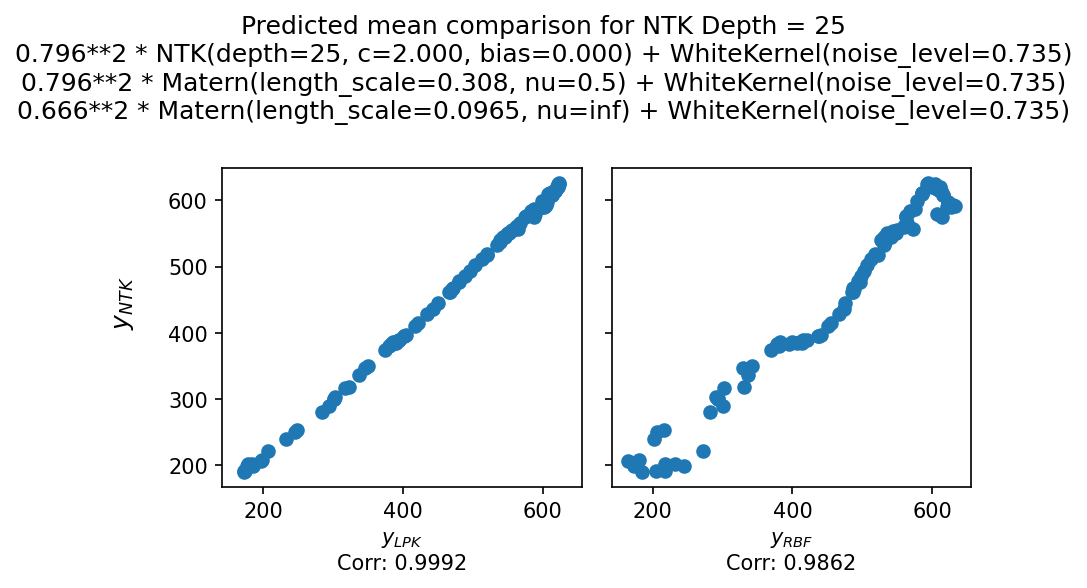 Predicted mean comparison for NTK Depth = 25
0.796**2 * NTK(depth=25, c=2.000, bias=0.000) + WhiteKernel(noise_level=0.735)
0.796**2 * Matern(length_scale=0.308, nu=0.5) + WhiteKernel(noise_level=0.735)
0.666**2 * Matern(length_scale=0.0965, nu=inf) + WhiteKernel(noise_level=0.735)
600
500
400
300
200
y_NTK
200 400 600
200 400 600
y_LPK
y_RBF
Corr: 0.9992
Corr: 0.9862